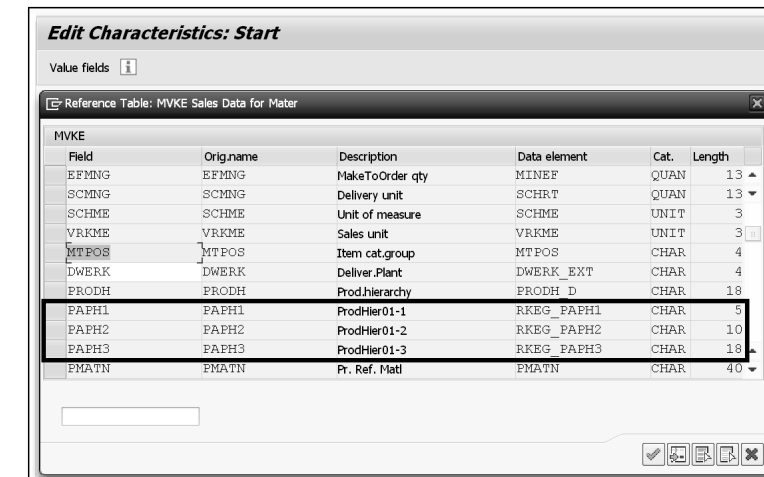 Edit Characteristics: Start
Value fields
Reference Table: MVKE Sales Data for Mater
MVKE
Field Orig.name Description Data element Cat. Length
EFMNG EFMNG MakeToOrder qty MINEF QUAN 13
SCMNG SCMNG Delivery unit SCHRT QUAN 13
SCHME SCHME Unit of measure SCHME UNIT 3
VRKME VRKME Sales unit VRKME UNIT 3
MTPOS MTPOS Item cat.group MTPOS CHAR 4
DWERK DWERK Deliver.Plant DWERK_EXT CHAR 4
PRODH PRODH Prod.hierarchy PRODH_D CHAR 18
PAPH1 PAPH1 ProdHier01-1 RKEG_PAPH1 CHAR 5
PAPH2 PAPH2 ProdHier01-2 RKEG_PAPH2 CHAR 10
PAPH3 PAPH3 ProdHier01-3 RKEG_PAPH3 CHAR 18
PMATN PMATN Pr. Ref. Matl PMATN CHAR 40